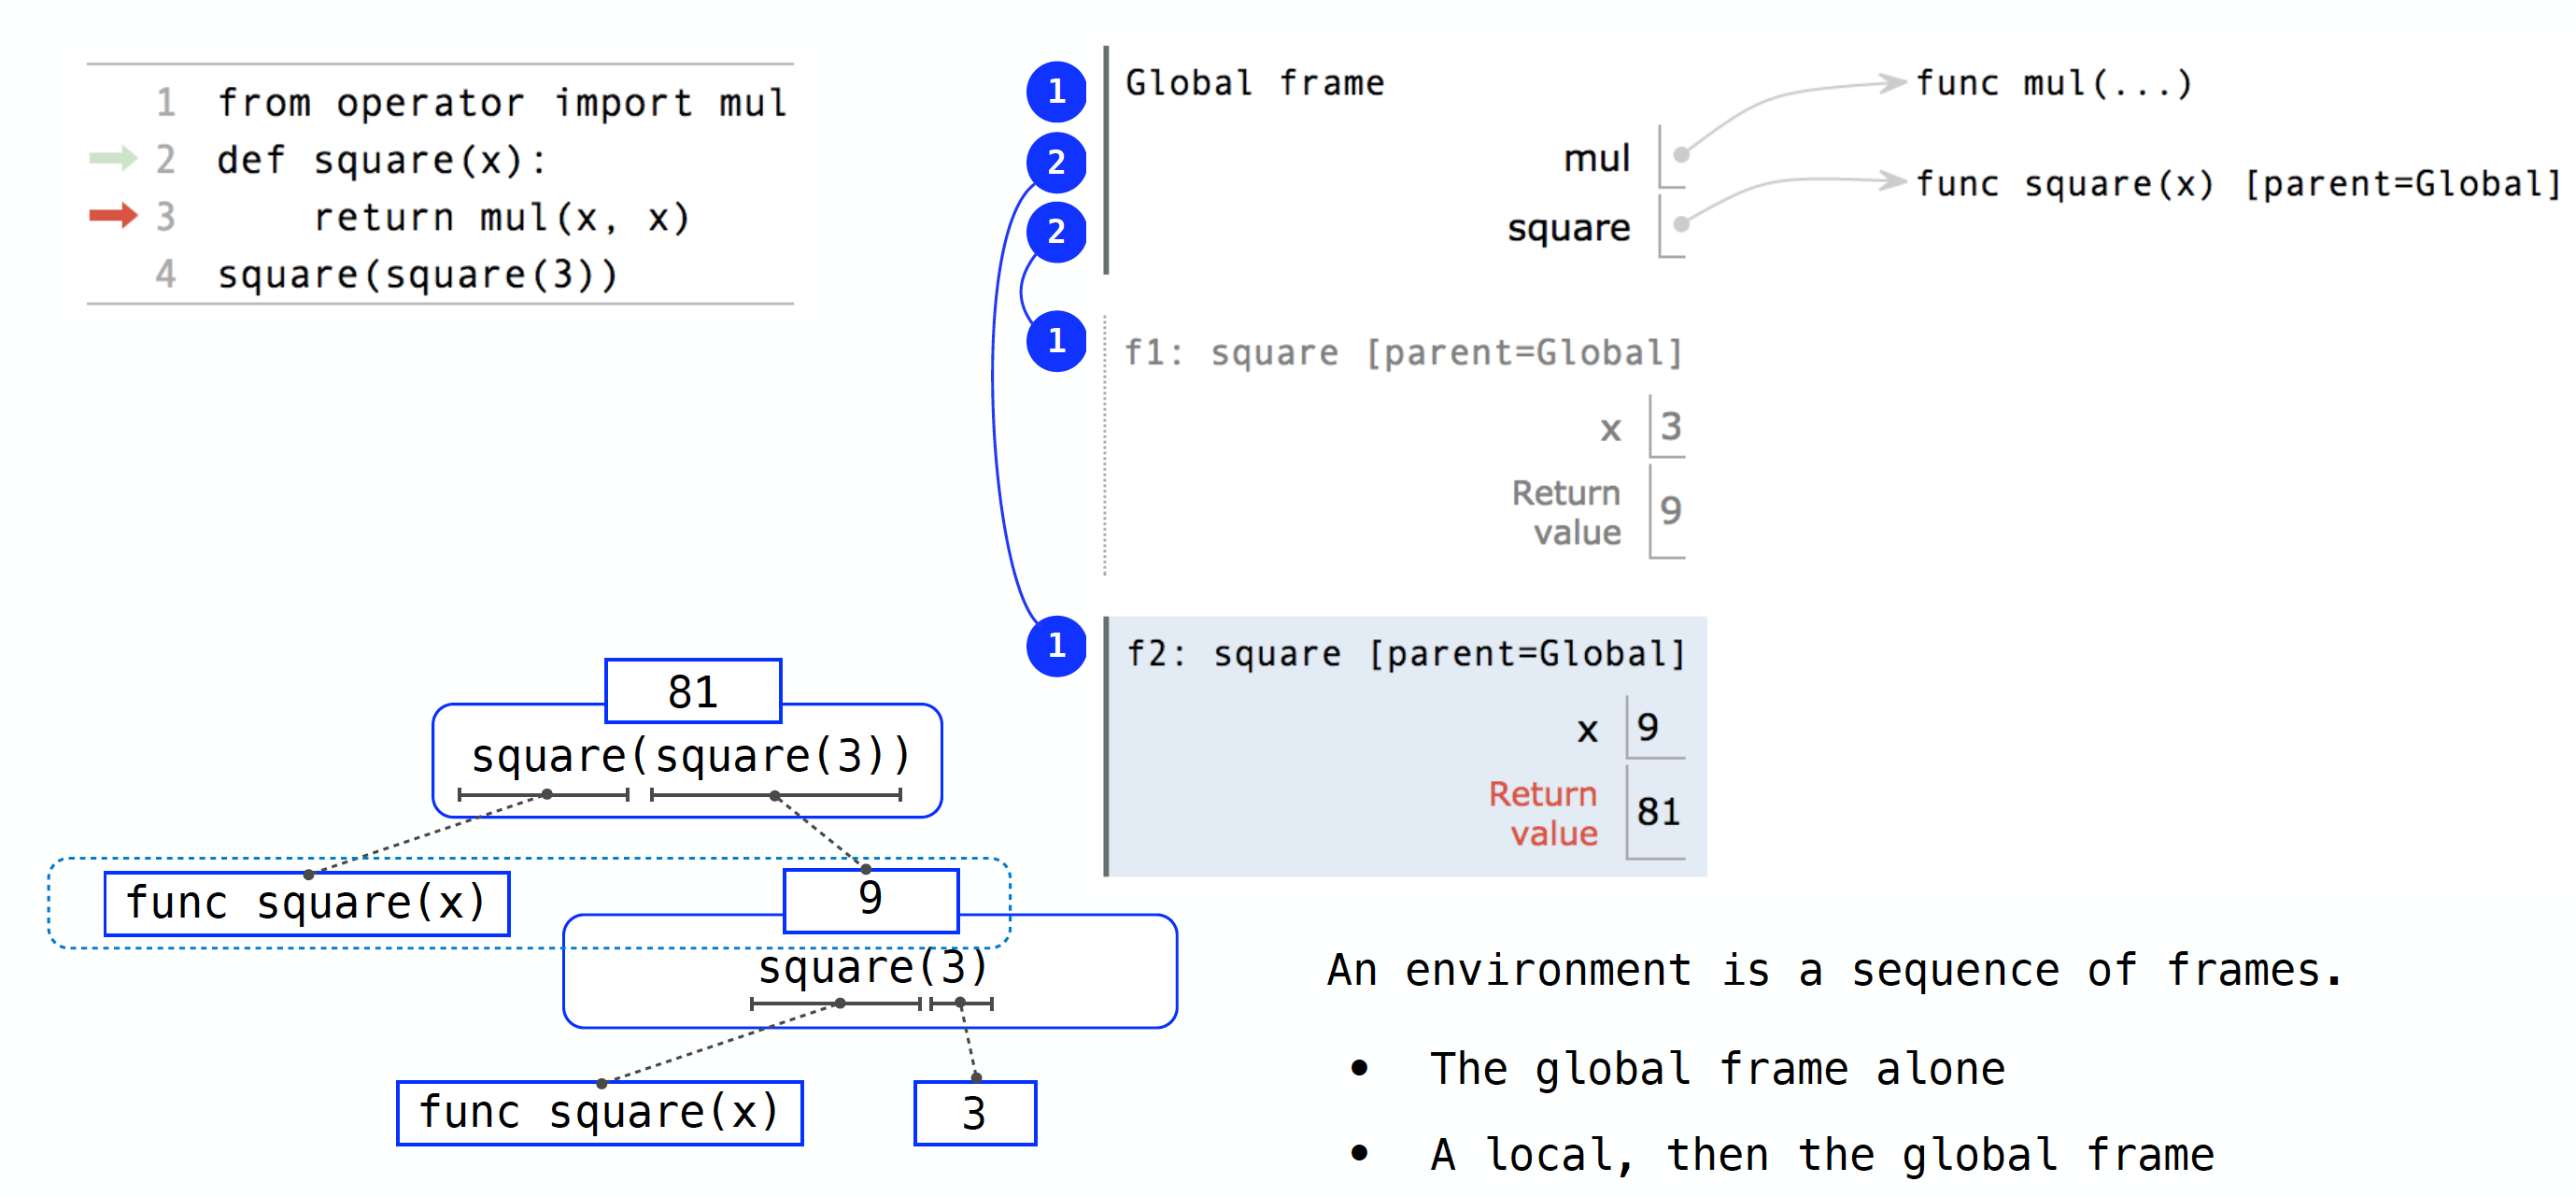 1 from operator import mul
2 def square(x):
3     return mul(x, x)
4 square(square(3))
1
2
2
1
1
Global frame
mul
square
func mul(...)
func square(x) [parent=Global]
f1: square [parent=Global]
x 3
Return
value
9
f2: square [parent=Global]
x 9
Return
value
81
81
square(square(3))
func square(x)
9
square(3)
func square(x)
3
An environment is a sequence of frames.
• The global frame alone
• A local, then the global frame